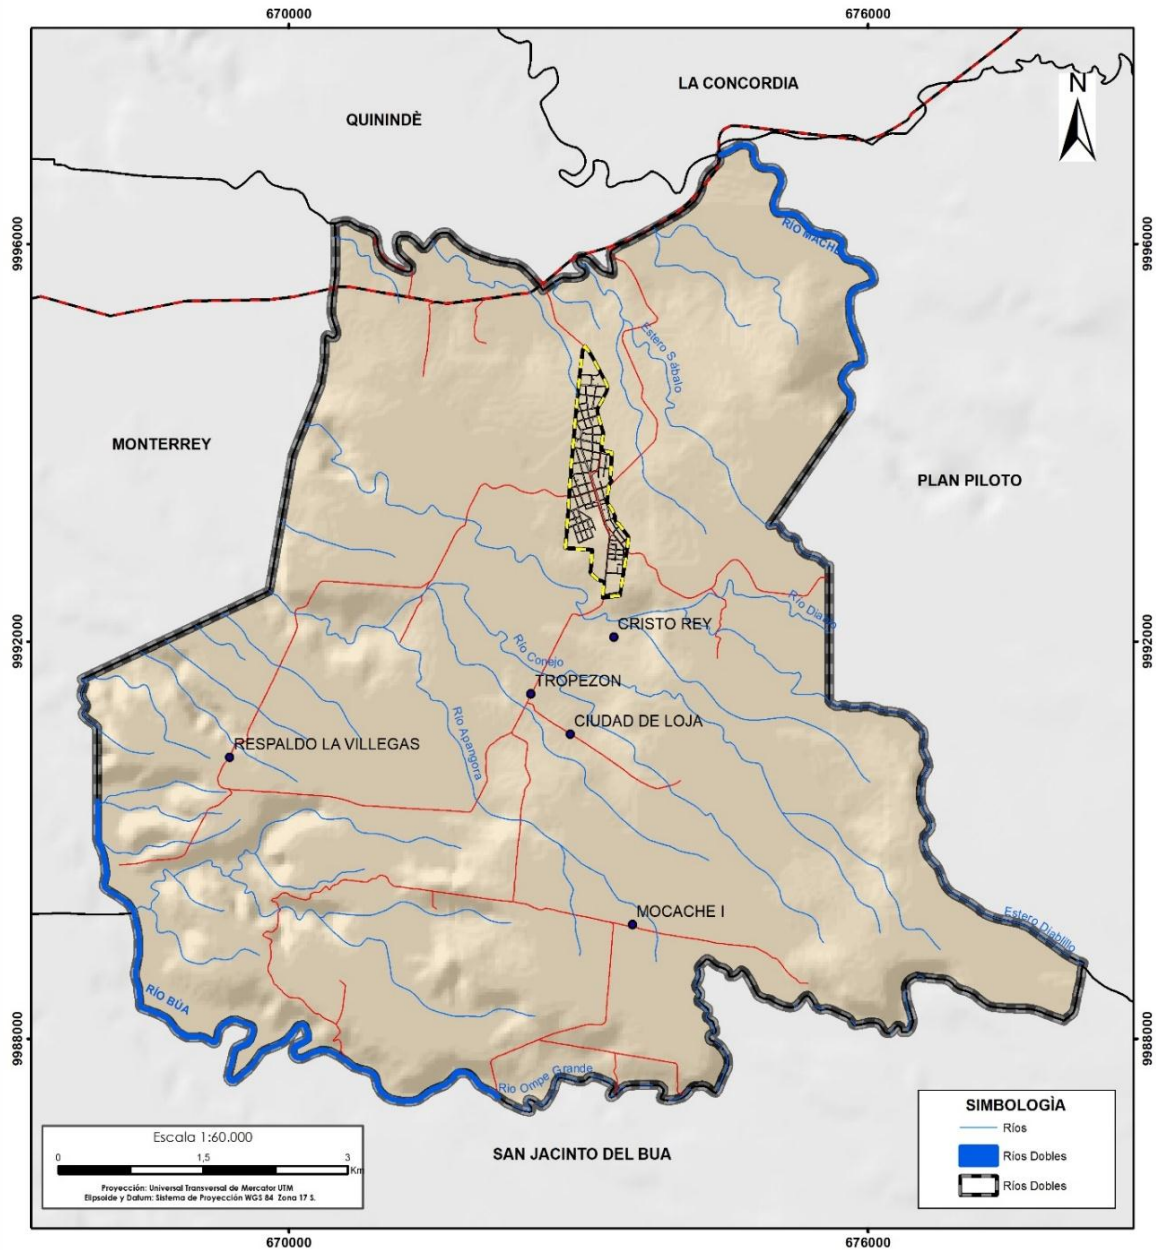 670000
676000
LA CONCORDIA
N
QUININDÈ
9996000
9996000
RÍO MACHE
Estero Sábalo
MONTERREY
PLAN PILOTO
Río Diablo
9992000
CRISTO REY
9992000
Río Conejo
TROPEZON
Río Apangora
CIUDAD DE LOJA
RESPALDO LA VILLEGAS
MOCACHE I
Estero Diablillo
RÍO BÚA
9988000
9988000
Río Ompe Grande
SIMBOLOGÌA
Ríos
Ríos Dobles
Ríos Dobles
Escala 1:60.000
0 1,5 3
Km
Proyección: Universal Transversal de Mercator UTM
Elipsoide y Datum: Sistema de Proyección WGS 84 Zona 17 S.
SAN JACINTO DEL BUA
670000
676000